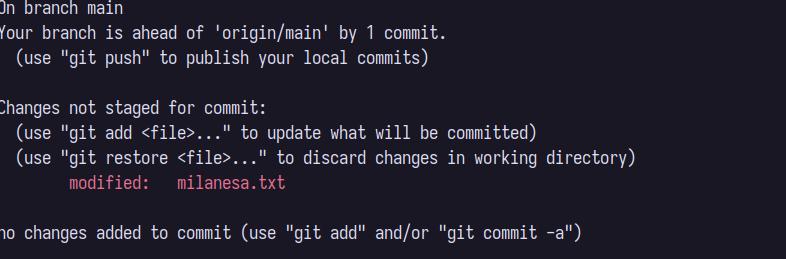 On branch main
Your branch is ahead of 'origin/main' by 1 commit.
  (use "git push" to publish your local commits)

Changes not staged for commit:
  (use "git add <file>..." to update what will be committed)
  (use "git restore <file>..." to discard changes in working directory)
        modified:   milanesa.txt

no changes added to commit (use "git add" and/or "git commit -a")